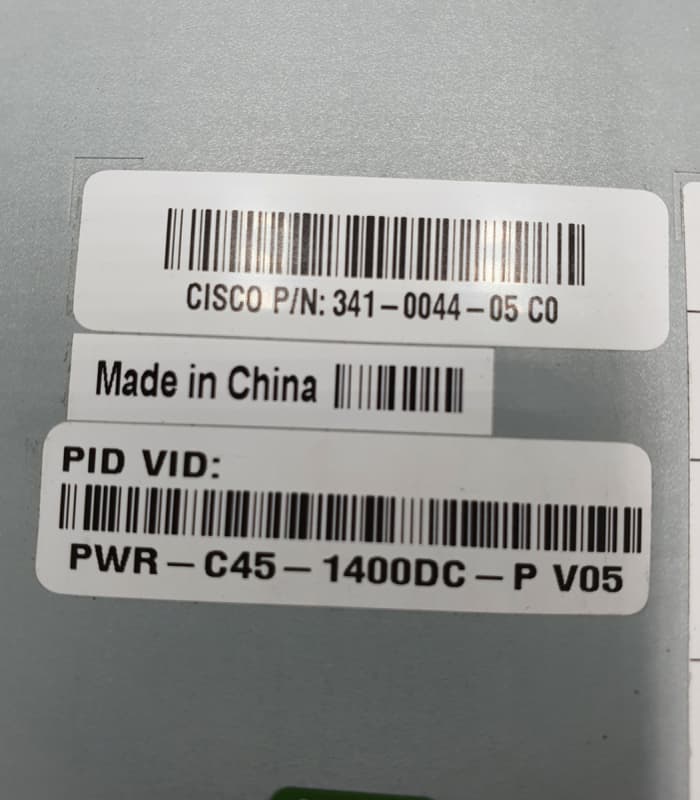 CISCO P/N: 341-0044-05 C0
Made in China
PID VID:
PWR-C45-1400DC-P V05